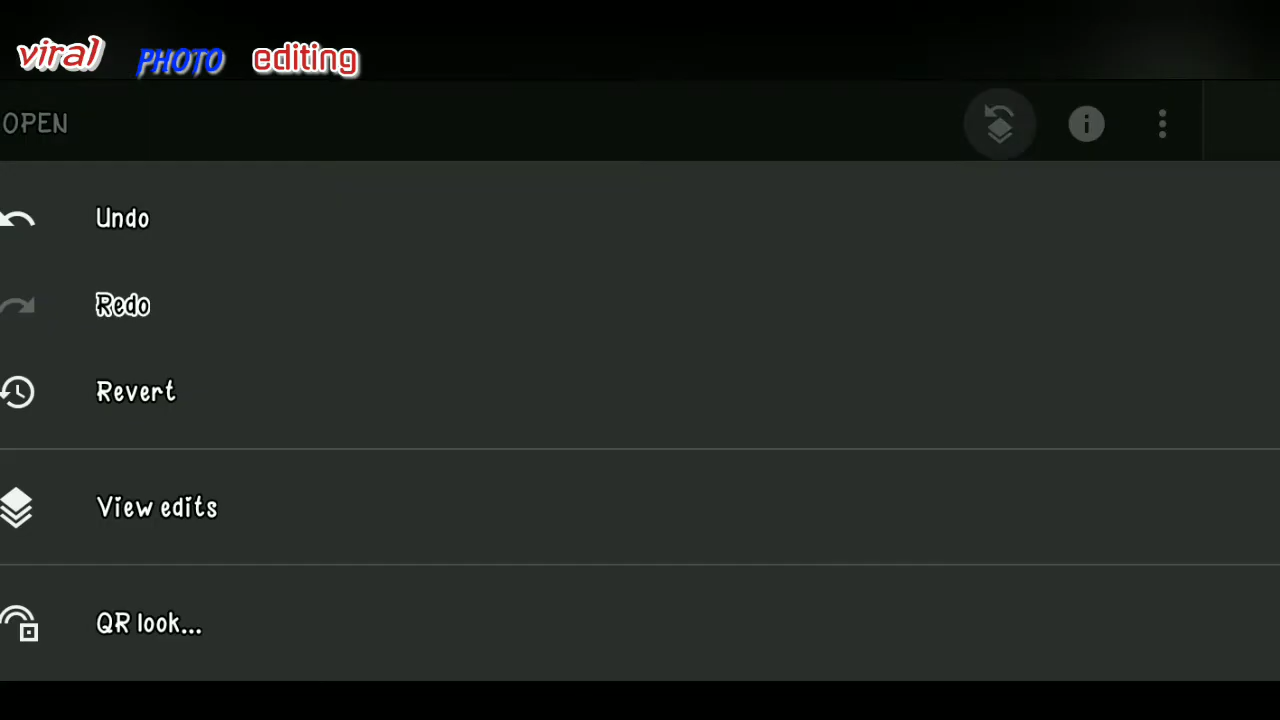 viral PHOTO editing
OPEN
Undo
Redo
Revert
View edits
QR look...